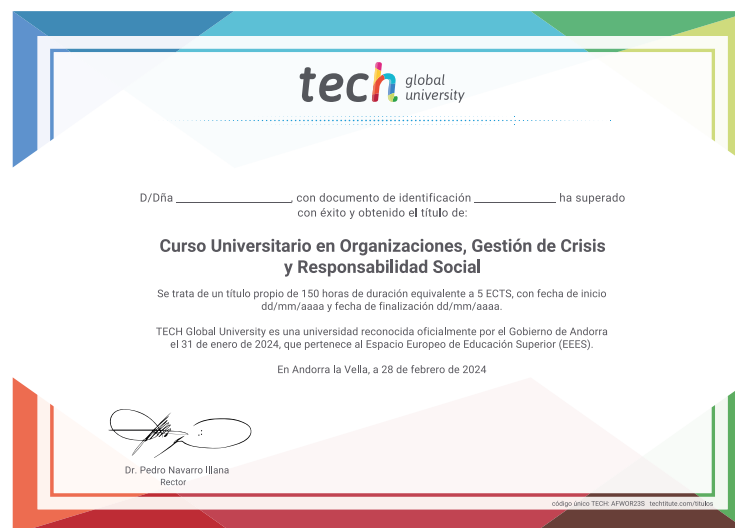 tech global university
D/Dña ______________, con documento de identificación ______________ ha superado
con éxito y obtenido el título de:
Curso Universitario en Organizaciones, Gestión de Crisis
y Responsabilidad Social
Se trata de un título propio de 150 horas de duración equivalente a 5 ECTS, con fecha de inicio
dd/mm/aaaa y fecha de finalización dd/mm/aaaa.
TECH Global University es una universidad reconocida oficialmente por el Gobierno de Andorra
el 31 de enero de 2024, que pertenece al Espacio Europeo de Educación Superior (EEES).
En Andorra la Vella, a 28 de febrero de 2024
Dr. Pedro Navarro Illana
Rector
código único TECH: AFWOR23S techtitute.com/titulos